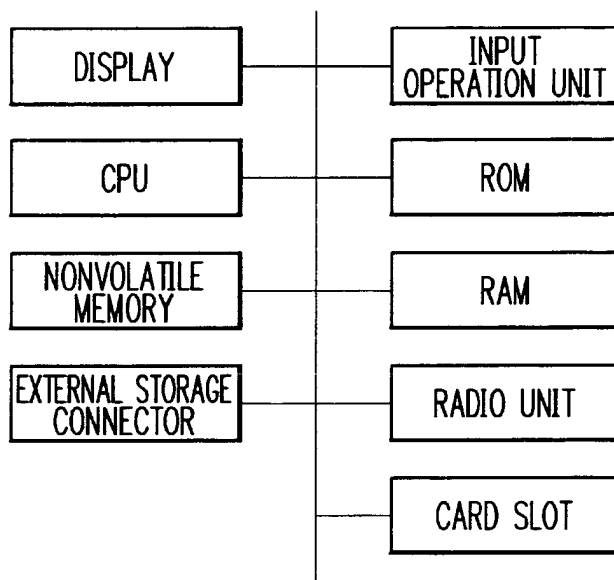 DISPLAY
INPUT
OPERATION UNIT
CPU
ROM
NONVOLATILE
MEMORY
RAM
EXTERNAL STORAGE
CONNECTOR
RADIO UNIT
CARD SLOT